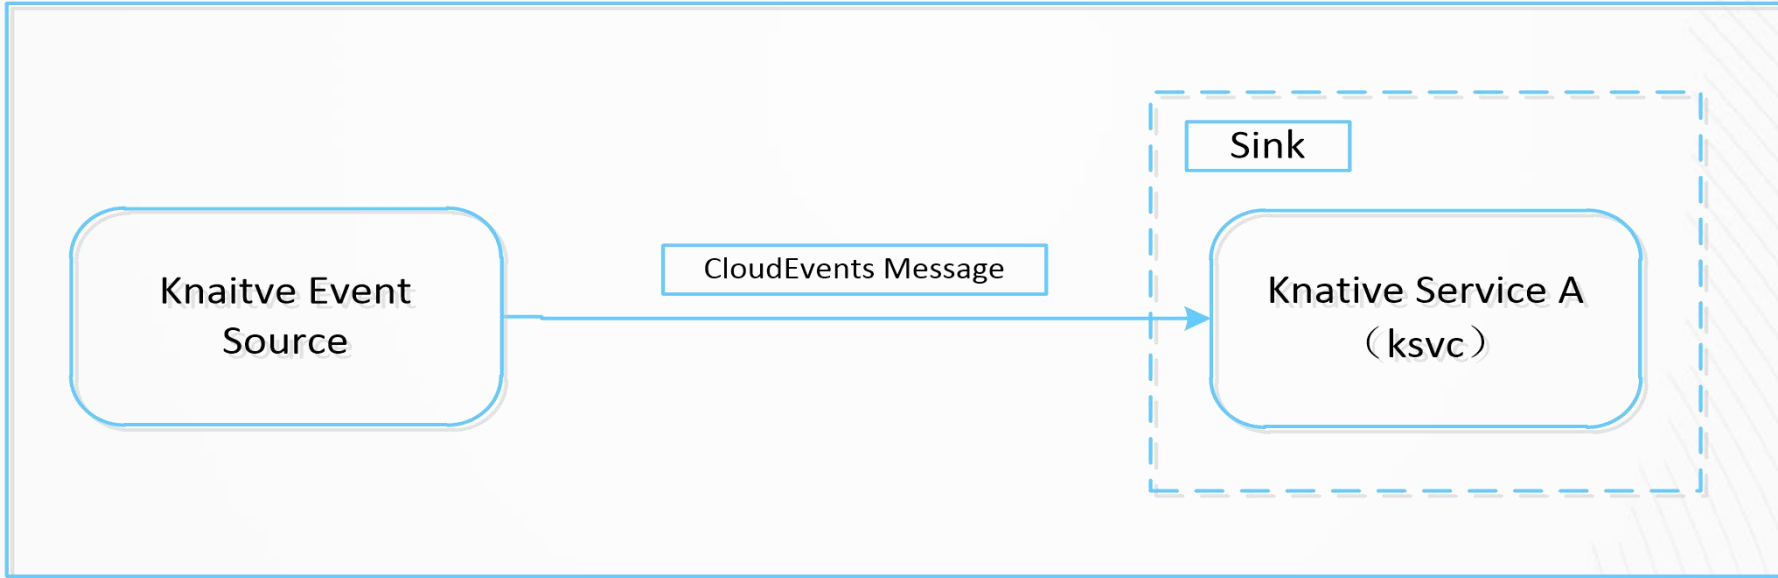 Sink
Knaitve Event
Source
CloudEvents Message
Knative Service A
（ksvc）